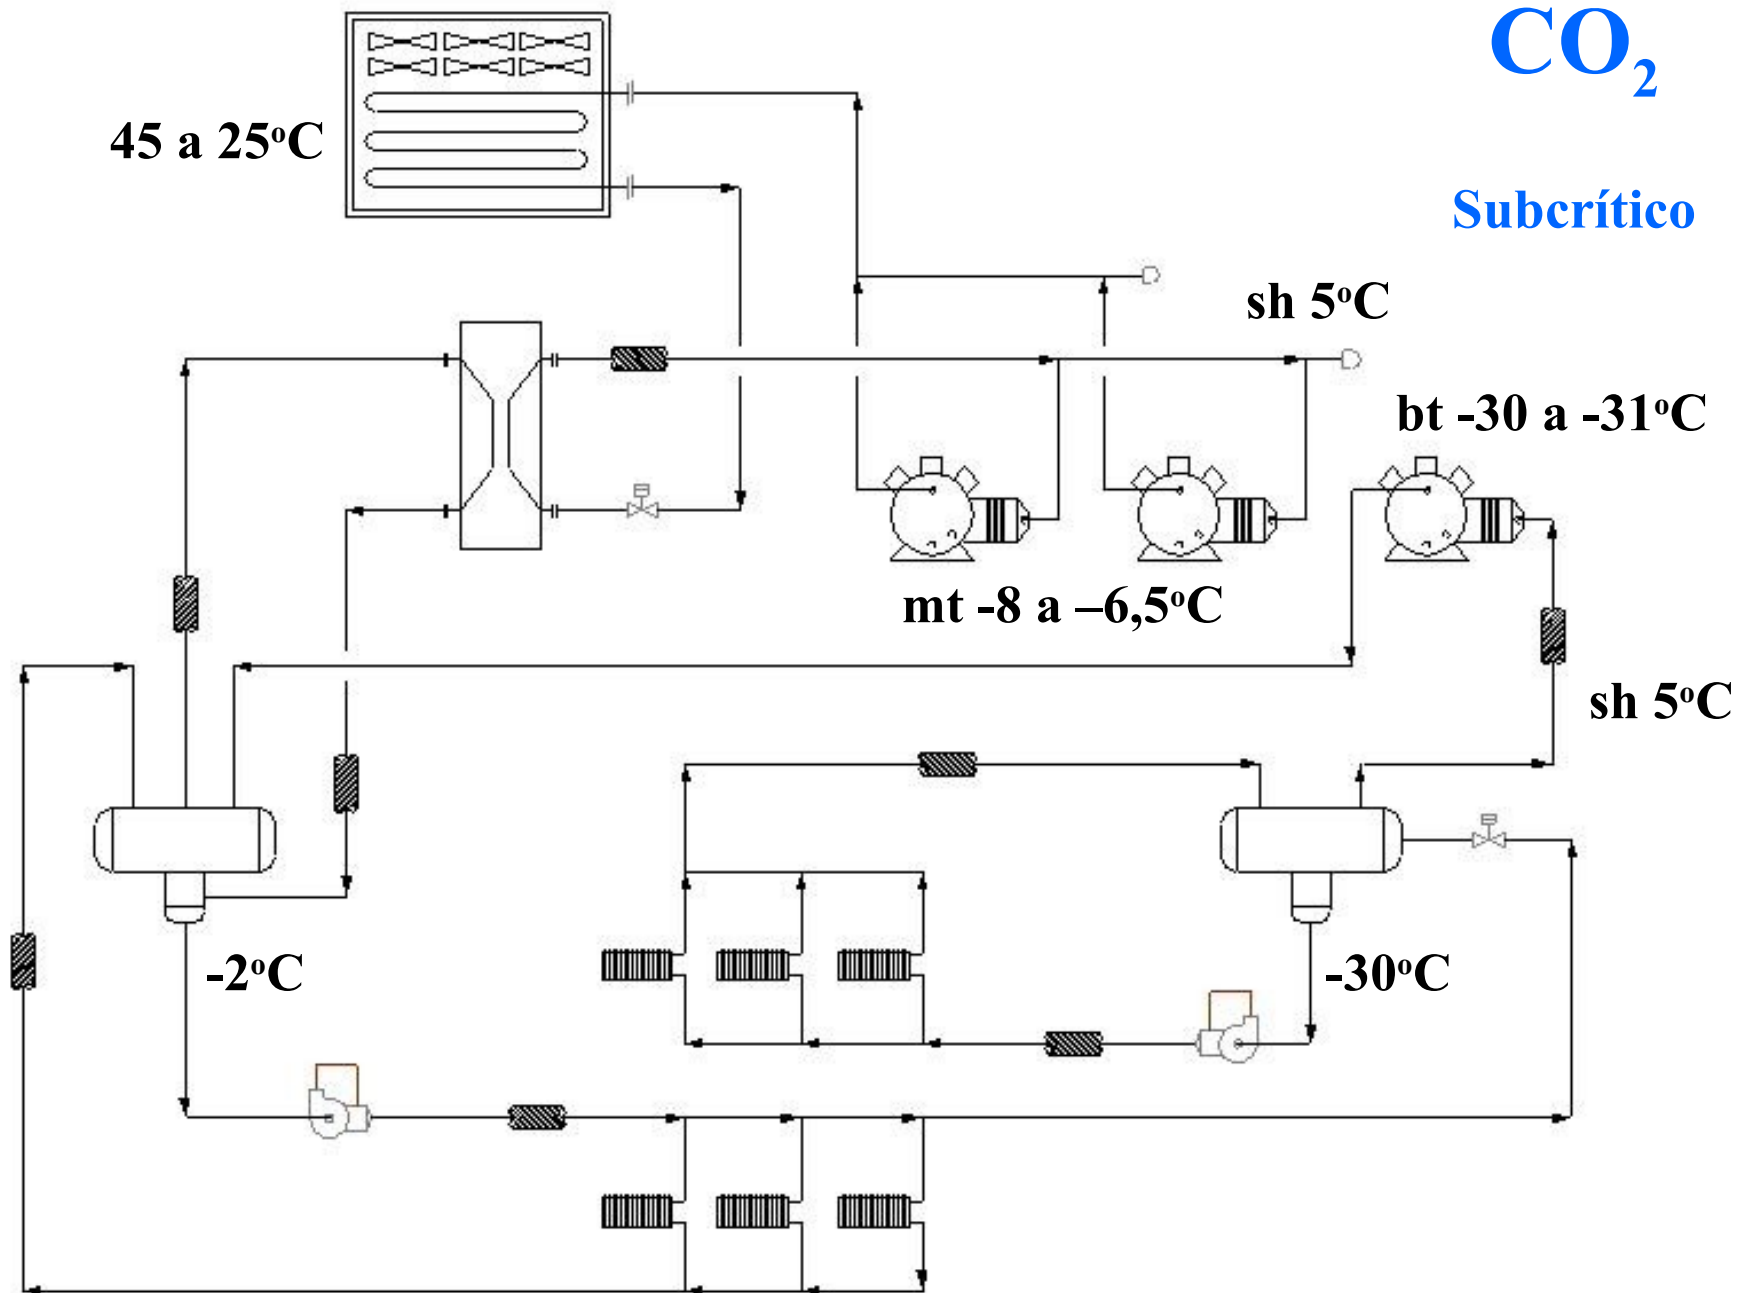 CO₂
45 a 25ºC
Subcrítico
sh 5ºC
bt -30 a -31ºC
mt -8 a –6,5ºC
sh 5ºC
-2ºC
-30ºC